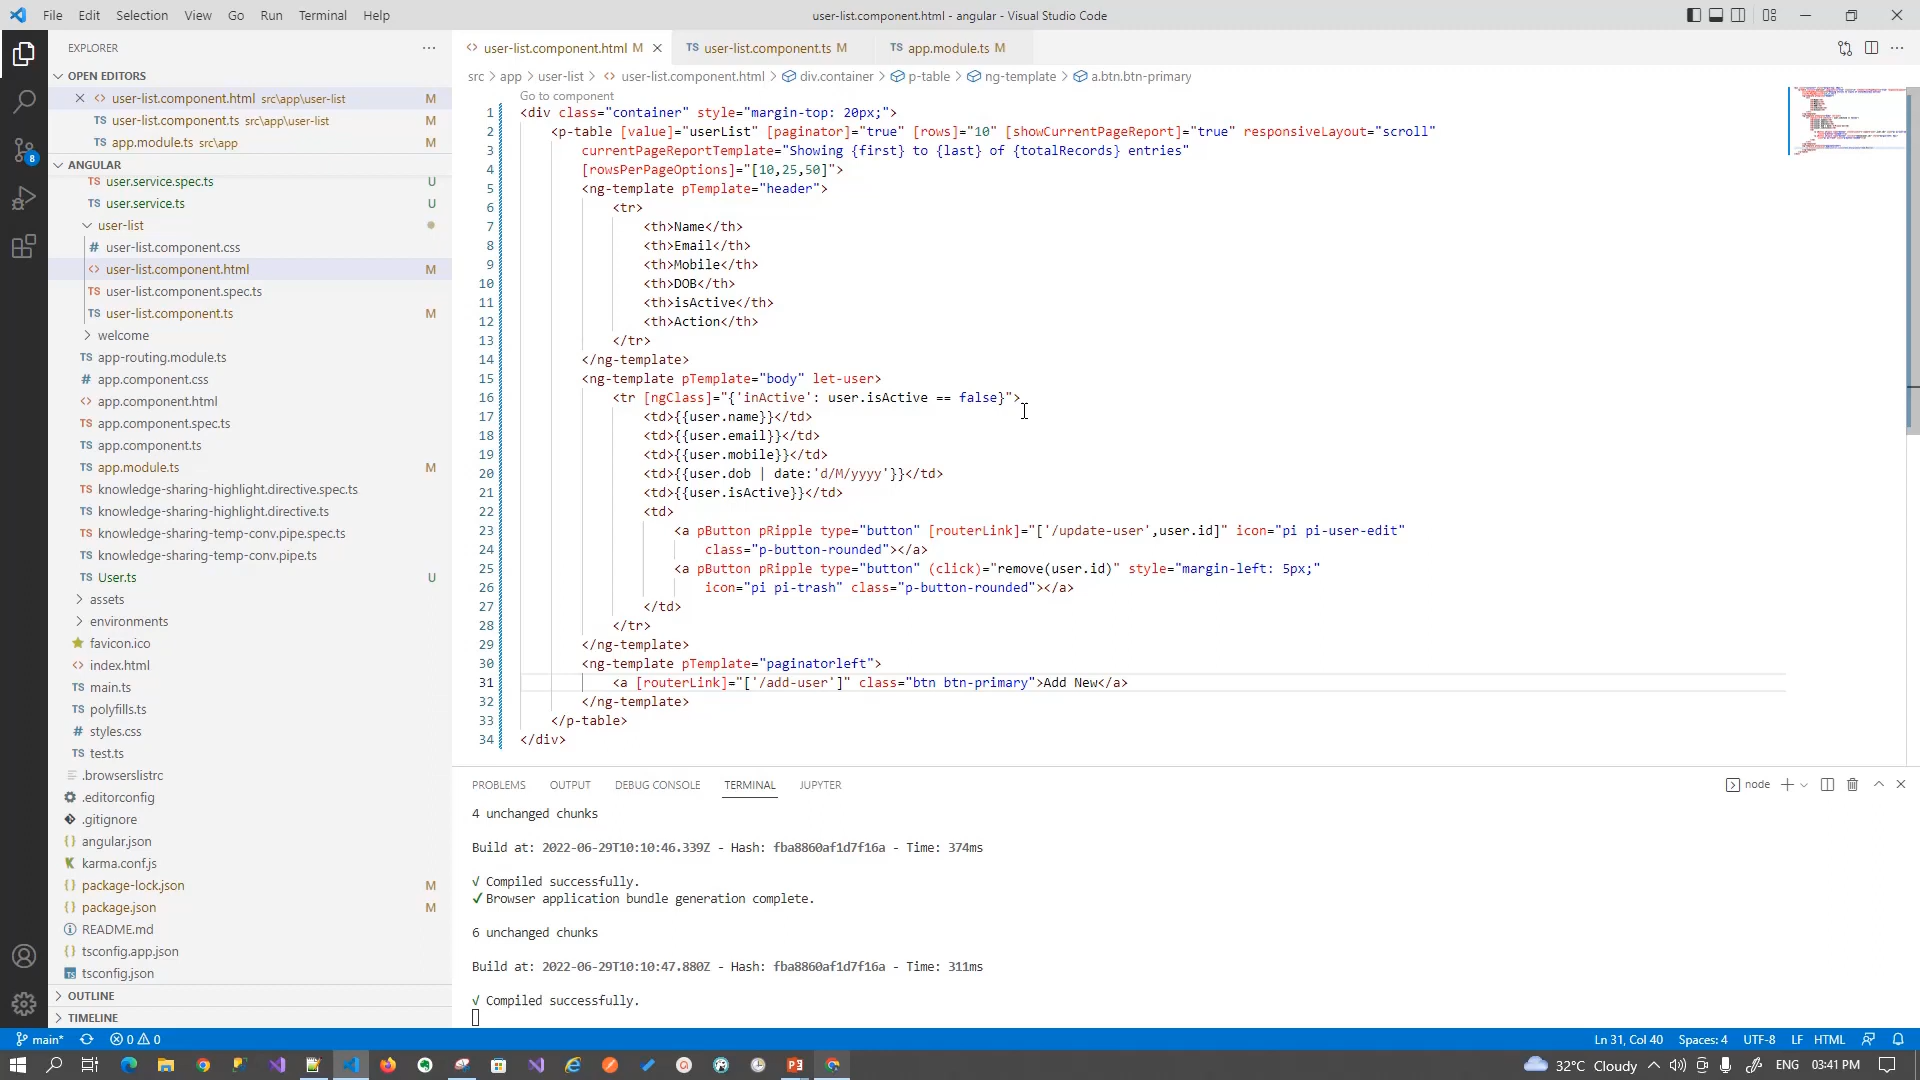 File Edit Selection View Go Run Terminal Help
user-list.component.html - angular - Visual Studio Code
EXPLORER
OPEN EDITORS
user-list.component.html src\app\user-list M
TS user-list.component.ts src\app\user-list M
TS app.module.ts src\app M
ANGULAR
TS user.service.spec.ts U
TS user.service.ts U
user-list
# user-list.component.css
<> user-list.component.html M
TS user-list.component.spec.ts
TS user-list.component.ts M
welcome
TS app-routing.module.ts
# app.component.css
<> app.component.html
TS app.component.spec.ts
TS app.component.ts
TS app.module.ts M
TS knowledge-sharing-highlight.directive.spec.ts
TS knowledge-sharing-highlight.directive.ts
TS knowledge-sharing-temp-conv.pipe.spec.ts
TS knowledge-sharing-temp-conv.pipe.ts
TS User.ts U
assets
environments
favicon.ico
<> index.html
TS main.ts
TS polyfills.ts
# styles.css
TS test.ts
.browserslistrc
.editorconfig
.gitignore
{} angular.json
K karma.conf.js
{} package-lock.json M
{} package.json M
README.md
{} tsconfig.app.json
TS tsconfig.json
OUTLINE
TIMELINE
<> user-list.component.html M
TS user-list.component.ts M
TS app.module.ts M
src > app > user-list > <> user-list.component.html > div.container > p-table > ng-template > a.btn.btn-primary
Go to component
1 <div class="container" style="margin-top: 20px;">
2 <p-table [value]="userList" [paginator]="true" [rows]="10" [showCurrentPageReport]="true" responsiveLayout="scroll"
3 currentPageReportTemplate="Showing {first} to {last} of {totalRecords} entries"
4 [rowsPerPageOptions]="[10,25,50]">
5 <ng-template pTemplate="header">
6 <tr>
7 <th>Name</th>
8 <th>Email</th>
9 <th>Mobile</th>
10 <th>DOB</th>
11 <th>isActive</th>
12 <th>Action</th>
13 </tr>
14 </ng-template>
15 <ng-template pTemplate="body" let-user>
16 <tr [ngClass]="{'inActive': user.isActive == false}">
17 <td>{{user.name}}</td>
18 <td>{{user.email}}</td>
19 <td>{{user.mobile}}</td>
20 <td>{{user.dob | date:'d/M/yyyy'}}</td>
21 <td>{{user.isActive}}</td>
22 <td>
23 <a pButton pRipple type="button" [routerLink]="['/update-user',user.id]" icon="pi pi-user-edit"
24 class="p-button-rounded"></a>
25 <a pButton pRipple type="button" (click)="remove(user.id)" style="margin-left: 5px;"
26 icon="pi pi-trash" class="p-button-rounded"></a>
27 </td>
28 </tr>
29 </ng-template>
30 <ng-template pTemplate="paginatorleft">
31 <a [routerLink]="['/add-user']" class="btn btn-primary">Add New</a>
32 </ng-template>
33 </p-table>
34 </div>
PROBLEMS OUTPUT DEBUG CONSOLE TERMINAL JUPYTER
node
4 unchanged chunks
Build at: 2022-06-29T10:10:46.339Z - Hash: fba8860af1d7f16a - Time: 374ms
√ Compiled successfully.
✓ Browser application bundle generation complete.
6 unchanged chunks
Build at: 2022-06-29T10:10:47.880Z - Hash: fba8860af1d7f16a - Time: 311ms
√ Compiled successfully.
8
main* 0 0
Ln 31, Col 40 Spaces: 4 UTF-8 LF HTML
32°C Cloudy ENG 03:41 PM